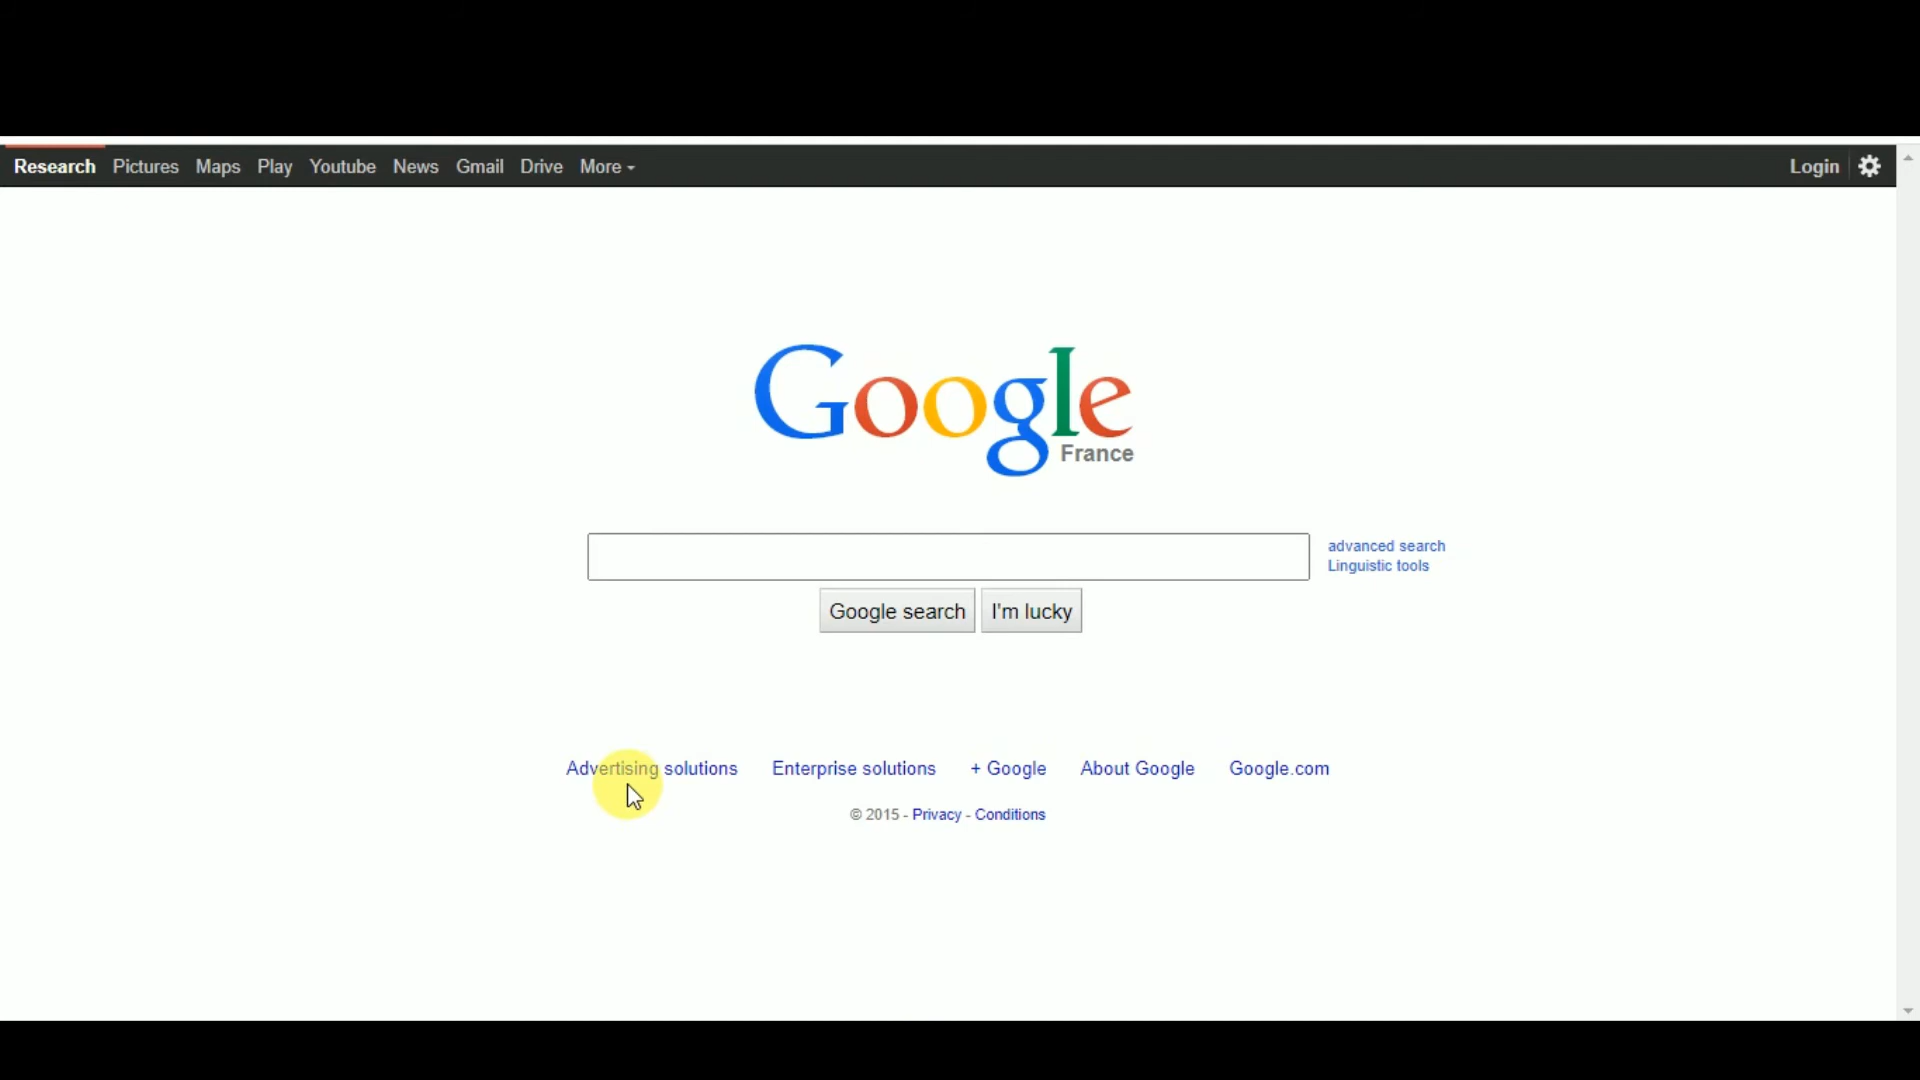 Research Pictures Maps Play Youtube News Gmail Drive More Login
Google
France
advanced search
Linguistic tools
Google search I'm lucky
Advertising solutions Enterprise solutions + Google About Google Google.com
© 2015 - Privacy - Conditions